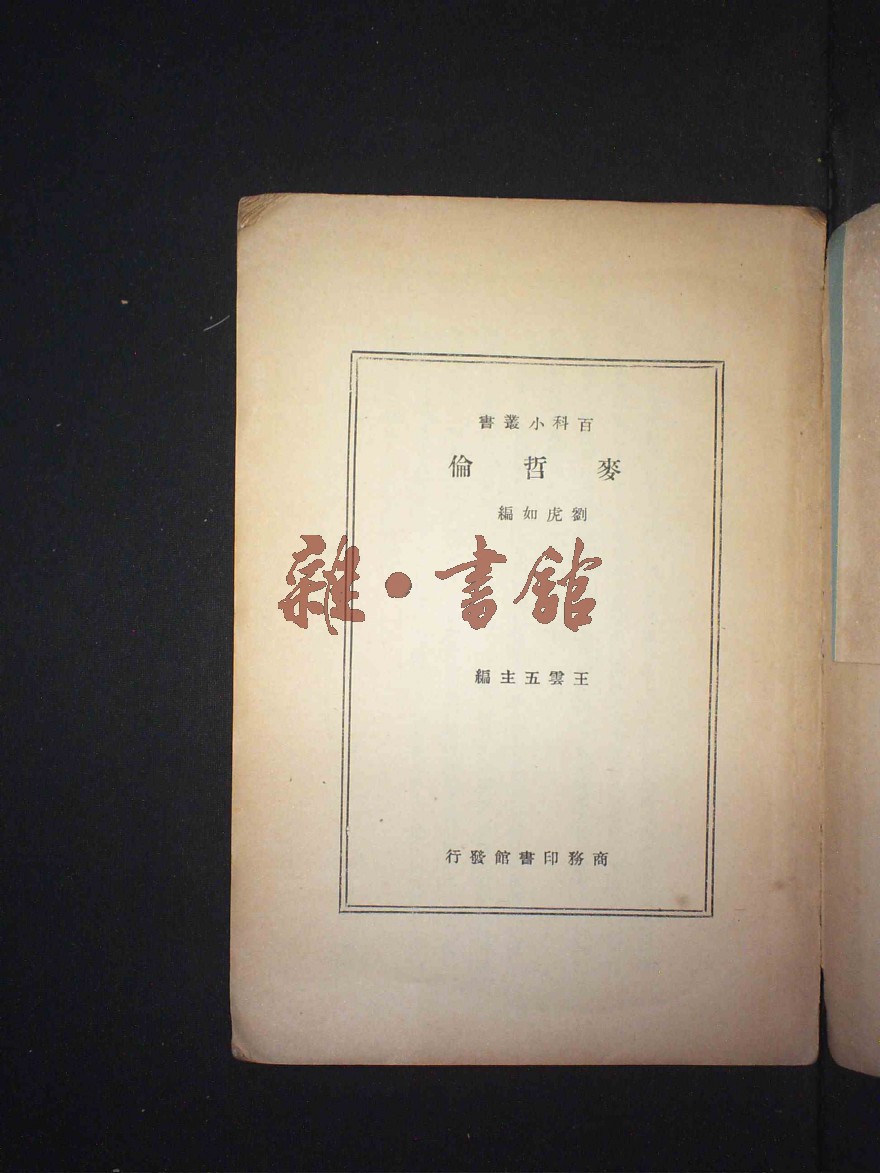 百科小叢書
麥哲倫
劉虎如編
雜·書館
王雲五主編
商務印書館發行